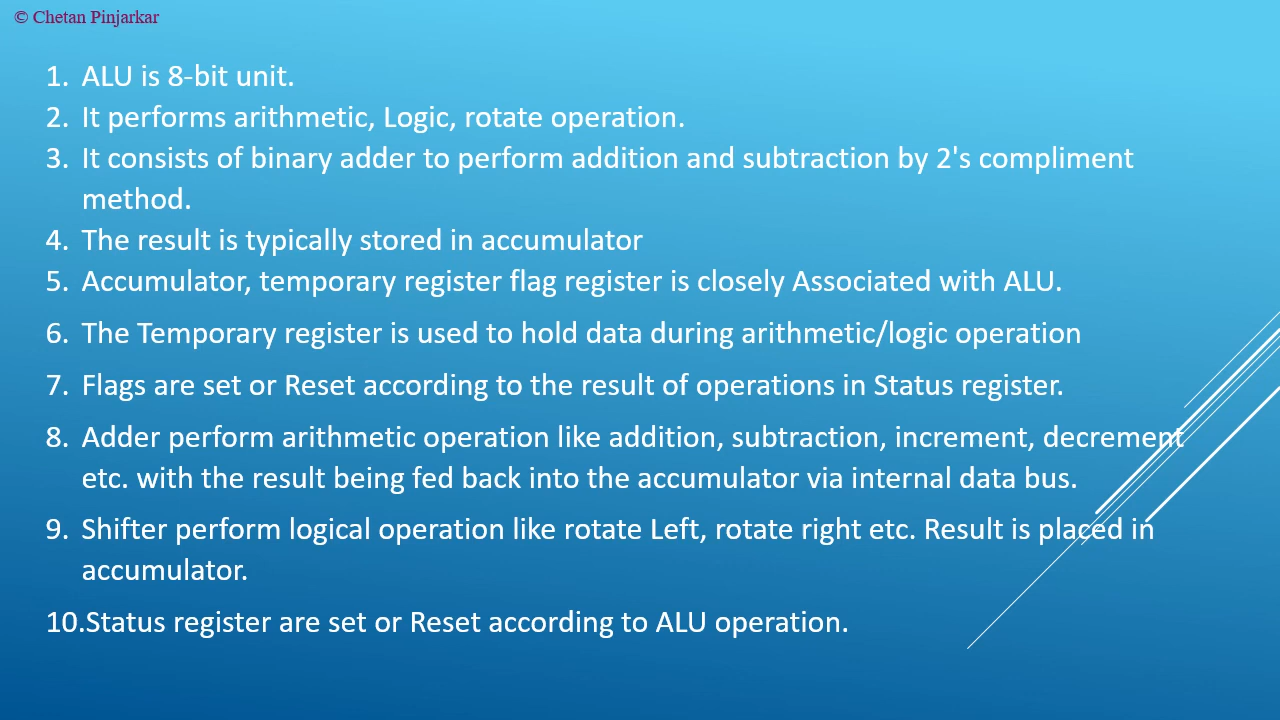 © Chetan Pinjarkar
1. ALU is 8-bit unit.
2. It performs arithmetic, Logic, rotate operation.
3. It consists of binary adder to perform addition and subtraction by 2's compliment
method.
4. The result is typically stored in accumulator
5. Accumulator, temporary register flag register is closely Associated with ALU.
6. The Temporary register is used to hold data during arithmetic/logic operation
7. Flags are set or Reset according to the result of operations in Status register.
8. Adder perform arithmetic operation like addition, subtraction, increment, decrement
etc. with the result being fed back into the accumulator via internal data bus.
9. Shifter perform logical operation like rotate Left, rotate right etc. Result is placed in
accumulator.
10.Status register are set or Reset according to ALU operation.